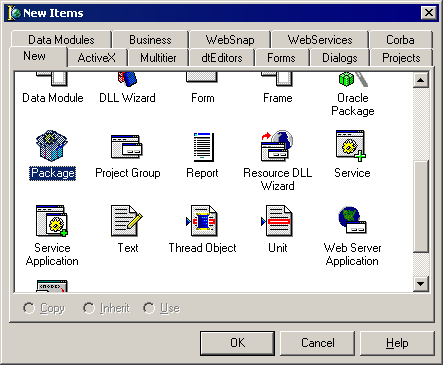 New Items
Data Modules Business WebSnap WebServices Corba
New ActiveX Multitier dtEditors Forms Dialogs Projects
Data Module DLL Wizard Form Frame Oracle
Package
Package Project Group Report Resource DLL Service
Wizard
Service Text Thread Object Unit Web Server
Application Application
Copy Inherit Use
OK Cancel Help